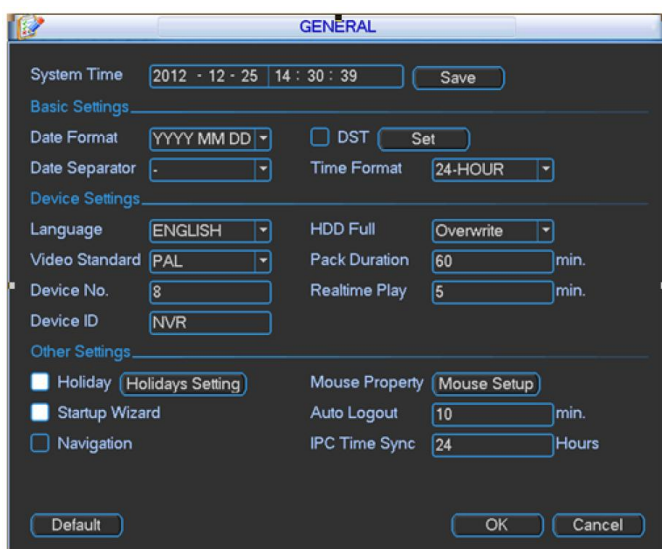 GENERAL
System Time 2012 - 12 - 25 14 : 30 : 39 Save
Basic Settings
Date Format YYYY MM DD DST Set
Date Separator - Time Format 24-HOUR
Device Settings
Language ENGLISH HDD Full Overwrite
Video Standard PAL Pack Duration 60 min.
Device No. 8 Realtime Play 5 min.
Device ID NVR
Other Settings
Holiday Holidays Setting Mouse Property Mouse Setup
Startup Wizard Auto Logout 10 min.
Navigation IPC Time Sync 24 Hours
Default OK Cancel